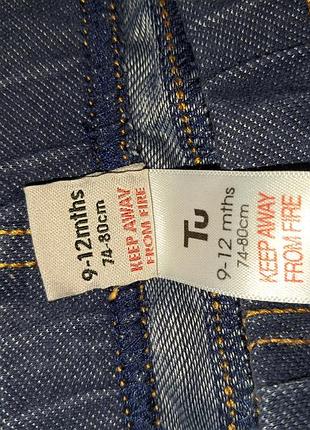 9-12mths
74-80cm
KEEP AWAY
FROM FIRE
Tu
9-12 mths
74-80cm
KEEP AWAY
FROM FIRE